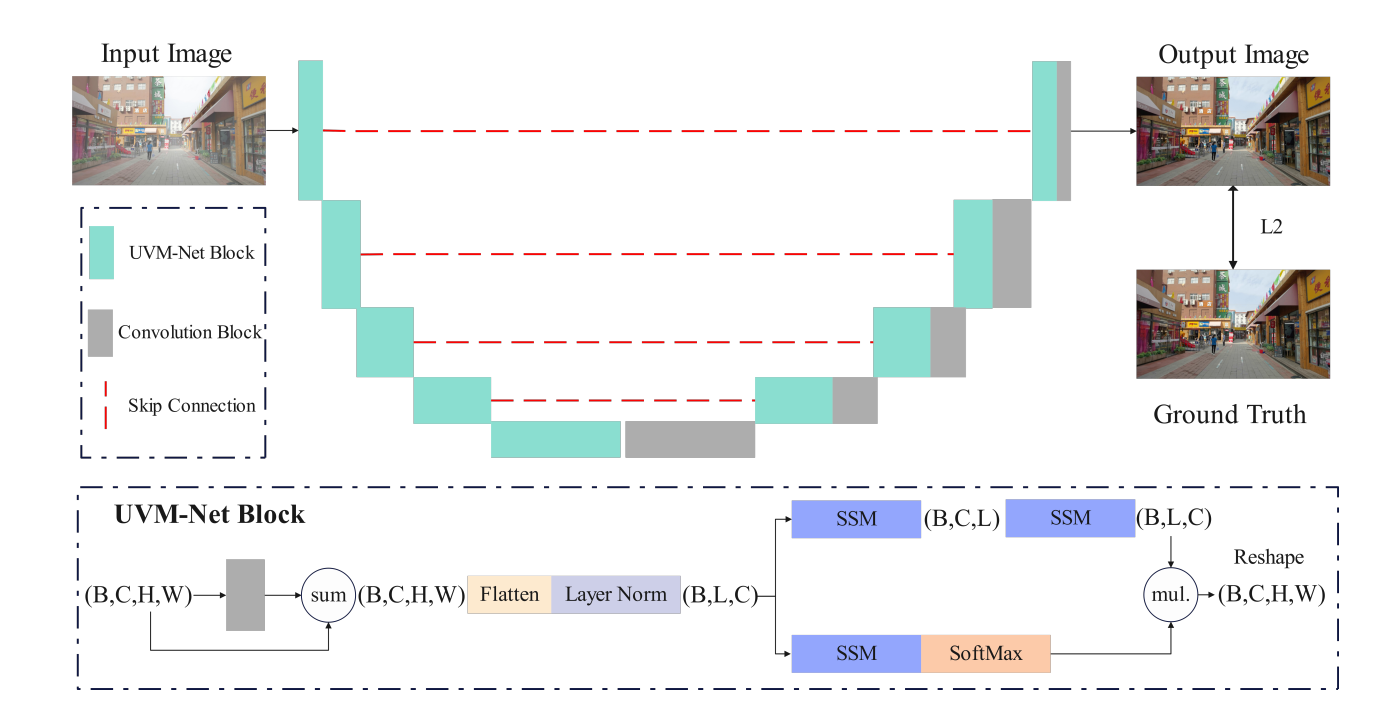 Input Image
Output Image
UVM-Net Block
Convolution Block
Skip Connection
L2
Ground Truth
UVM-Net Block
SSM
(B,C,L)
SSM
(B,L,C)
Reshape
(B,C,H,W)
sum
(B,C,H,W)
Flatten
Layer Norm
(B,L,C)
mul.
(B,C,H,W)
SSM
SoftMax